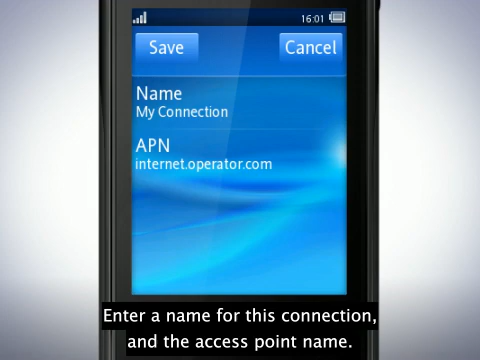 16:01
Save
Cancel
Name
My Connection
APN
internet.operator.com
Enter a name for this connection,
and the access point name.